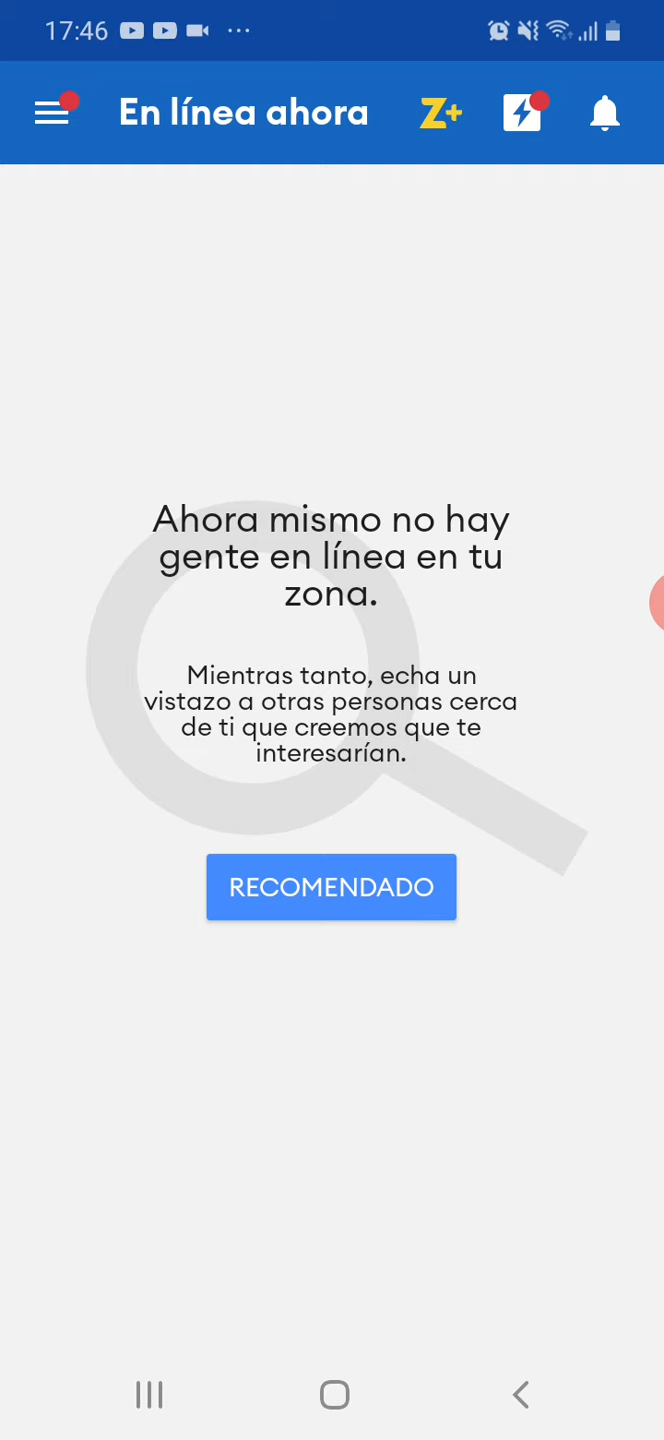 17:46
En línea ahora
Z+
Ahora mismo no hay
gente en línea en tu
zona.
Mientras tanto, echa un
vistazo a otras personas cerca
de ti que creemos que te
interesarían.
RECOMENDADO